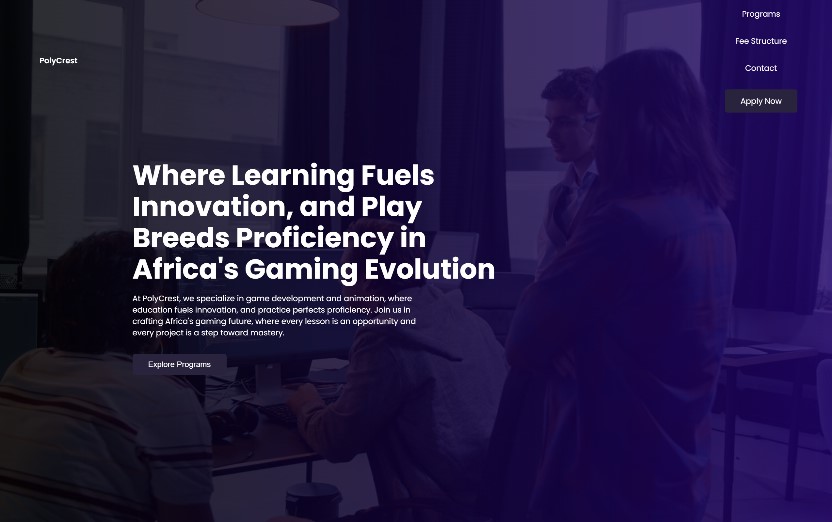 Programs
Fee Structure
PolyCrest
Contact
Apply Now
Where Learning Fuels
Innovation, and Play
Breeds Proficiency in
Africa's Gaming Evolution
At PolyCrest, we specialize in game development and animation, where
education fuels innovation, and practice perfects proficiency. Join us in
crafting Africa's gaming future, where every lesson is an opportunity and
every project is a step toward mastery.
Explore Programs